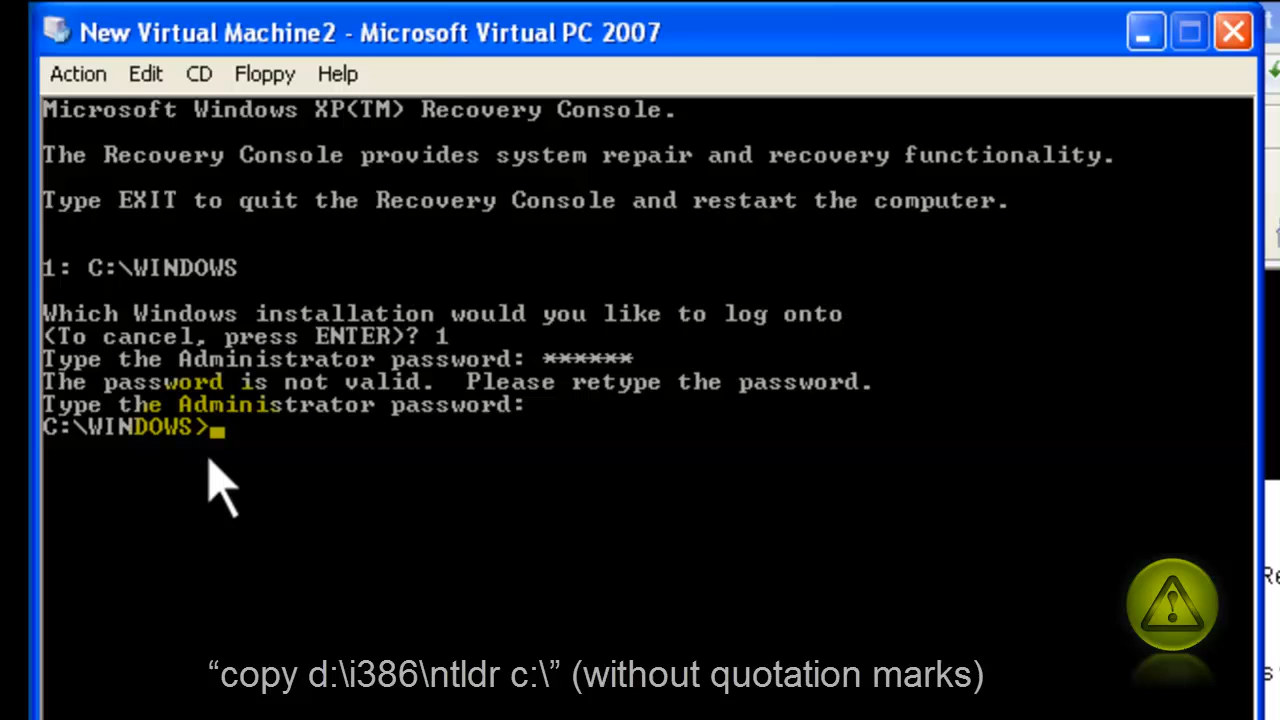 New Virtual Machine2 - Microsoft Virtual PC 2007
Action Edit CD Floppy Help
Microsoft Windows XP(TM) Recovery Console.
The Recovery Console provides system repair and recovery functionality.
Type EXIT to quit the Recovery Console and restart the computer.
1: C:\WINDOWS
Which Windows installation would you like to log onto
(To cancel, press ENTER)? 1
Type the Administrator password: ******
The password is not valid.  Please retype the password.
Type the Administrator password:
C:\WINDOWS>
“copy d:\i386\ntldr c:\” (without quotation marks)